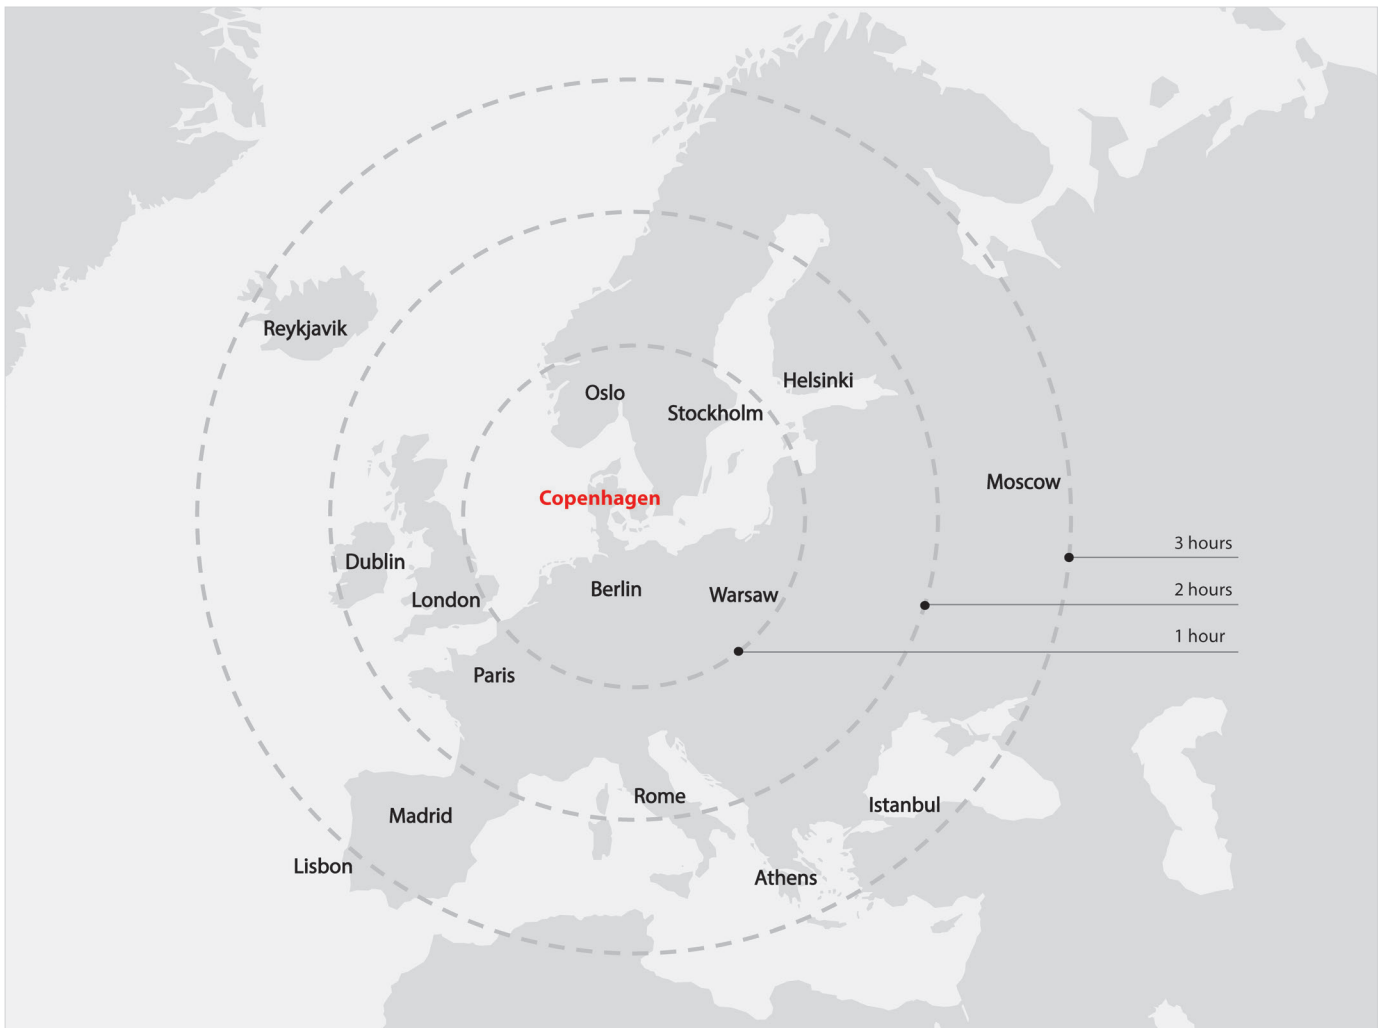 Reykjavik
Helsinki
Oslo
Stockholm
Moscow
Copenhagen
3 hours
Dublin
Berlin
2 hours
Warsaw
London
1 hour
Paris
Rome
Istanbul
Madrid
Lisbon
Athens